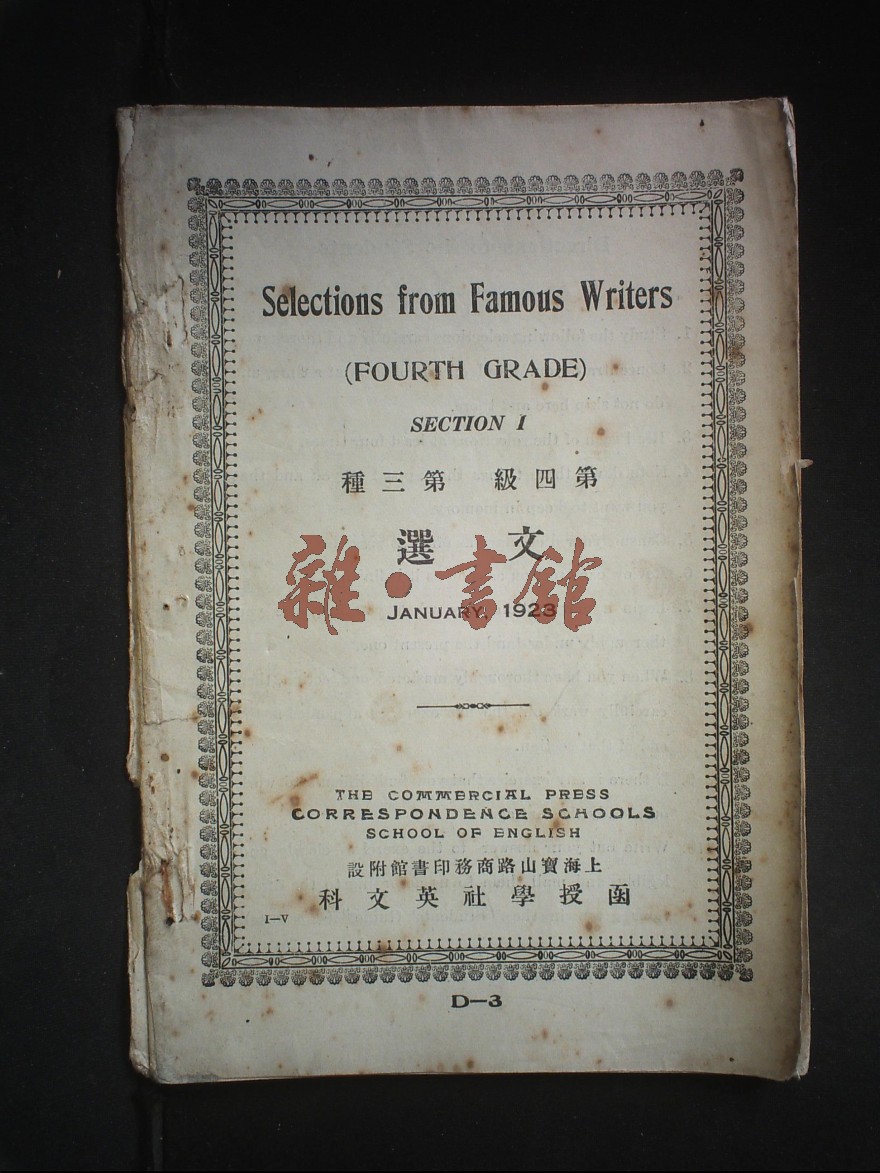 Selections from Famous Writers
(FOURTH GRADE)
SECTION I
第四級 第三種
文選
雜·書館
JANUARY, 1923
THE COMMERCIAL PRESS
CORRESPONDENCE SCHOOLS
SCHOOL OF ENGLISH
上海寶山路商務印書館附設
函授學社英文科
I—V
D—3